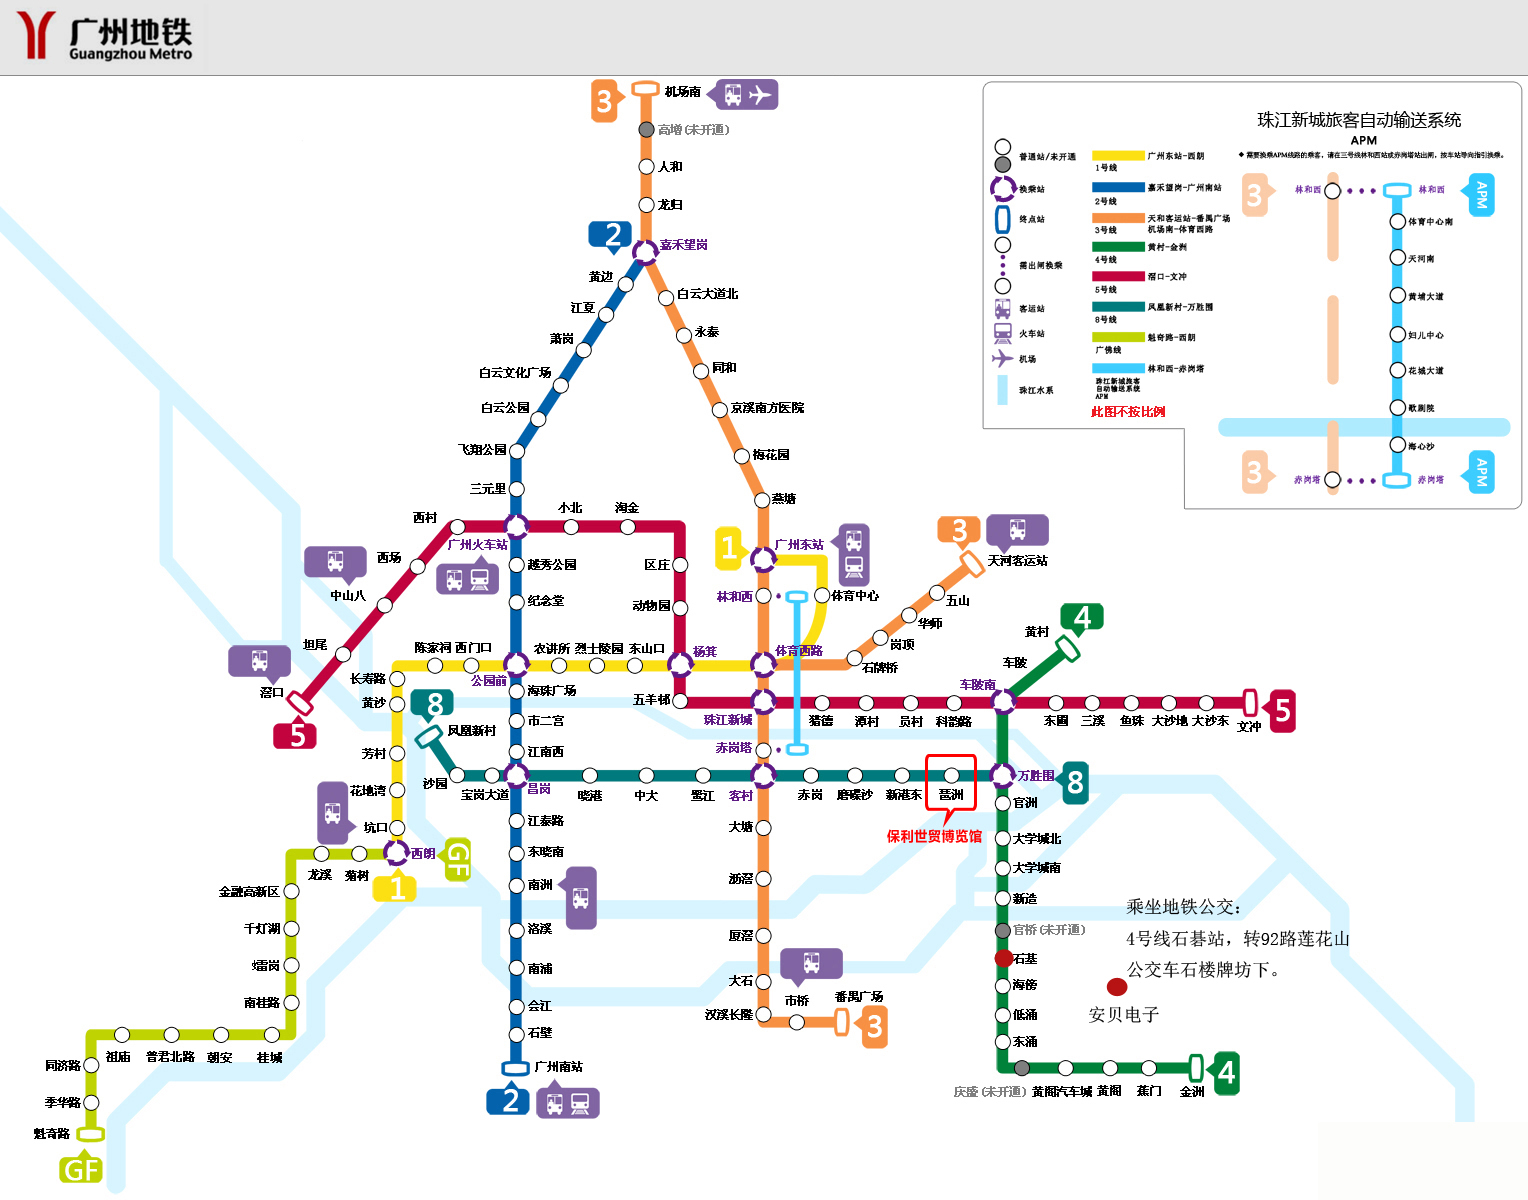 广州地铁
Guangzhou Metro
3
机场南
高增(未开通)
人和
龙归
2
嘉禾望岗
黄边
江夏
萧岗
白云文化广场
白云公园
飞翔公园
三元里
白云大道北
永泰
同和
京溪南方医院
梅花园
燕塘
珠江新城旅客自动输送系统
APM
◆ 需要换乘APM线路的乘客,请在三号线林和西站或赤岗塔站出闸,按车站导向指引换乘。
普通站/未开通
换乘站
终点站
需出闸换乘
客运站
火车站
机场
珠江水系
广州东站-西朗
1号线
嘉禾望岗-广州南站
2号线
天和客运站-番禺广场
机场南-体育西路
3号线
黄村-金洲
4号线
滘口-文冲
5号线
凤凰新村-万胜围
8号线
魁奇路-西朗
广佛线
林和西-赤岗塔
珠江新城旅客
自动输送系统
APM
此图不按比例
3
林和西
林和西
APM
体育中心南
天河南
黄埔大道
妇儿中心
花城大道
歌剧院
海心沙
3
赤岗塔
赤岗塔
APM
西村
小北
淘金
广州火车站
西场
中山八
坦尾
滘口
5
越秀公园
纪念堂
区庄
动物园
1
广州东站
林和西
体育中心
3
天河客运站
五山
华师
岗顶
石牌桥
黄村
4
车陂
陈家祠
西门口
公园前
农讲所
烈士陵园
东山口
杨箕
体育西路
长寿路
黄沙
芳村
花地湾
坑口
西朗
1
GF
8
凤凰新村
沙园
宝岗大道
昌岗
海珠广场
市二宫
江南西
五羊邨
珠江新城
猎德
潭村
员村
科韵路
车陂南
东圃
三溪
鱼珠
大沙地
大沙东
文冲
5
赤岗塔
晓港
中大
鹭江
客村
赤岗
磨碟沙
新港东
琶洲
万胜围
8
保利世贸博览馆
江泰路
东晓南
南洲
洛溪
南浦
会江
石壁
广州南站
2
大塘
沥滘
厦滘
大石
汉溪长隆
市桥
番禺广场
3
官洲
大学城北
大学城南
新造
官桥(未开通)
石基
海傍
低涌
东涌
庆盛(未开通)
黄阁汽车城
黄阁
蕉门
金洲
4
乘坐地铁公交:
4号线石碁站,转92路莲花山
公交车石楼牌坊下。
安贝电子
龙溪
菊树
金融高新区
千灯湖
䃟岗
南桂路
桂城
朝安
普君北路
祖庙
同济路
季华路
魁奇路
GF